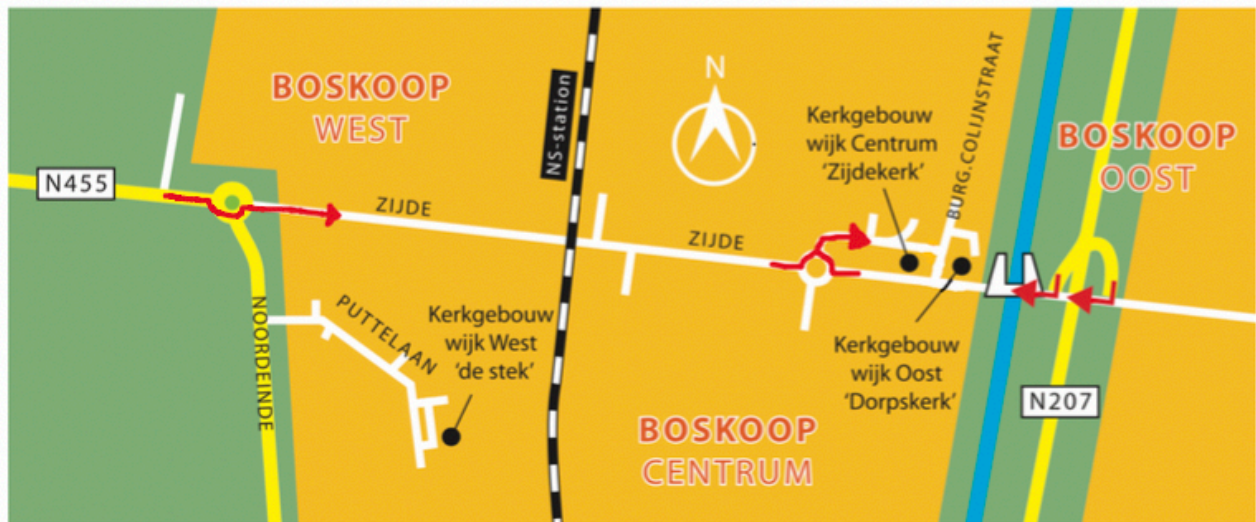 BOSKOOP
WEST
N455
ZIJDE
NOORDEINDE
PUTTELAAN
Kerkgebouw
wijk West
‘de stek’
NS-station
N
ZIJDE
Kerkgebouw
wijk Centrum
‘Zijdekerk’
BURG.COLIJNSTRAAT
Kerkgebouw
wijk Oost
‘Dorpskerk’
BOSKOOP
CENTRUM
BOSKOOP
OOST
N207